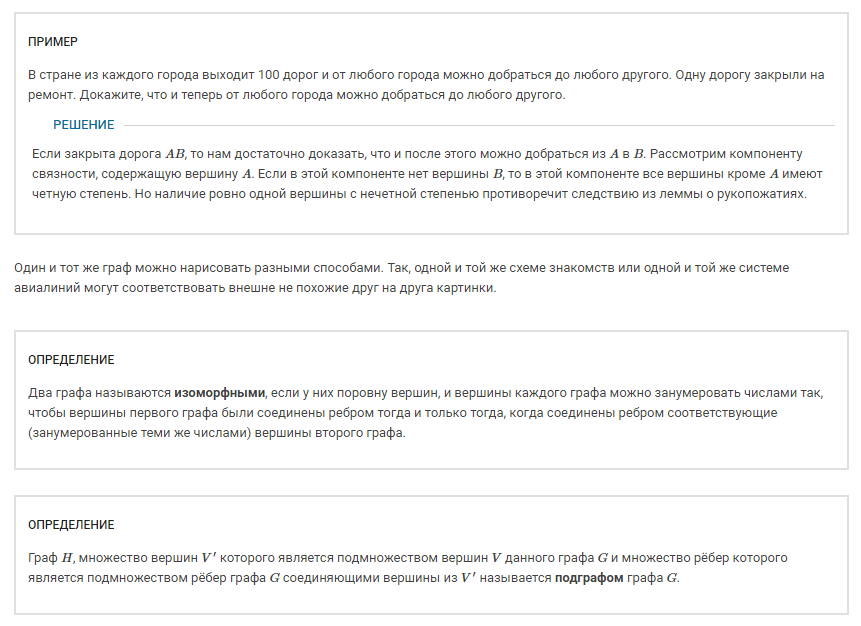 ПРИМЕР
В стране из каждого города выходит 100 дорог и от любого города можно добраться до любого другого. Одну дорогу закрыли на
ремонт. Докажите, что и теперь от любого города можно добраться до любого другого.
РЕШЕНИЕ
Если закрыта дорога AB, то нам достаточно доказать, что и после этого можно добраться из A в B. Рассмотрим компоненту
связности, содержащую вершину A. Если в этой компоненте нет вершины B, то в этой компоненте все вершины кроме A имеют
четную степень. Но наличие ровно одной вершины с нечетной степенью противоречит следствию из леммы о рукопожатиях.
Один и тот же граф можно нарисовать разными способами. Так, одной и той же схеме знакомств или одной и той же системе
авиалиний могут соответствовать внешне не похожие друг на друга картинки.
ОПРЕДЕЛЕНИЕ
Два графа называются изоморфными, если у них поровну вершин, и вершины каждого графа можно занумеровать числами так,
чтобы вершины первого графа были соединены ребром тогда и только тогда, когда соединены ребром соответствующие
(занумерованные теми же числами) вершины второго графа.
ОПРЕДЕЛЕНИЕ
Граф H, множество вершин V′ которого является подмножеством вершин V данного графа G и множество рёбер которого
является подмножеством рёбер графа G соединяющими вершины из V′ называется подграфом графа G.